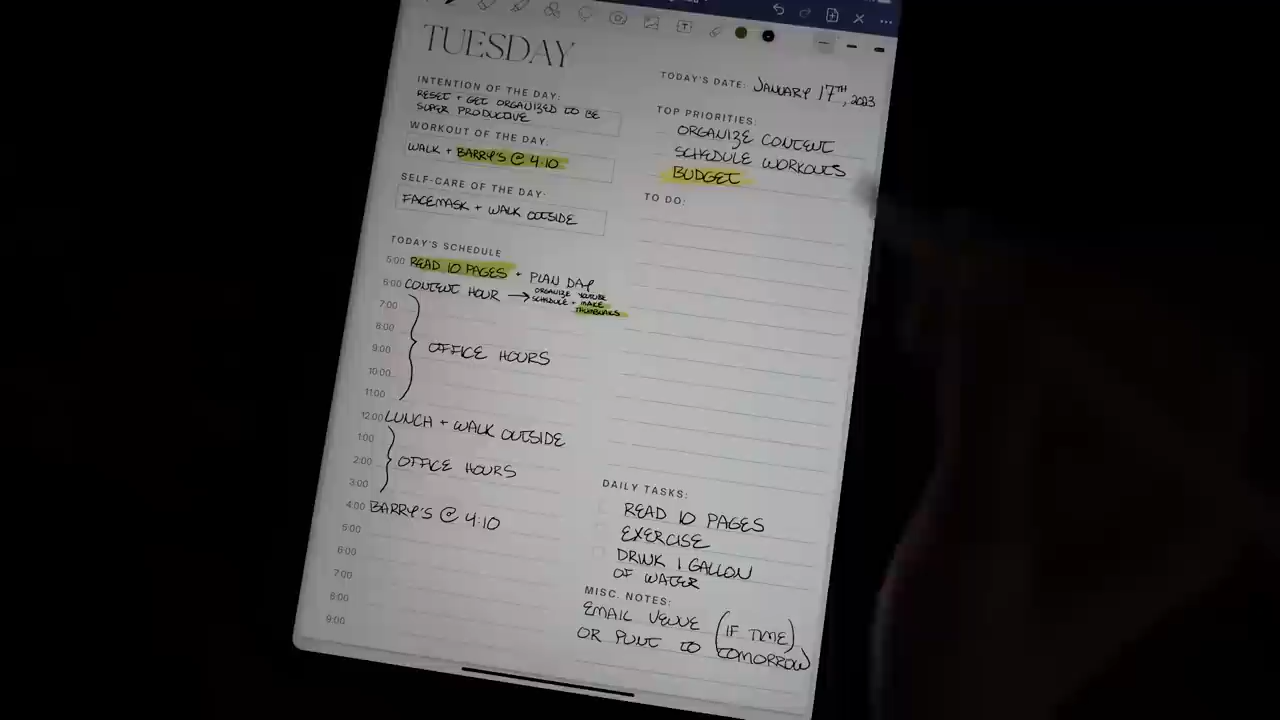 TUESDAY
TODAY'S DATE: JANUARY 17TH, 2023
INTENTION OF THE DAY:
RESET + GET ORGANIZED TO BE
SUPER PRODUCTIVE
WORKOUT OF THE DAY:
WALK + BARRY'S @ 4:10
SELF-CARE OF THE DAY:
FACEMASK + WALK OUTSIDE
TODAY'S SCHEDULE
5:00 READ 10 PAGES + PLAN DAY
6:00 CONTENT HOUR → ORGANIZE YOUTUBE
SCHEDULE + MAKE
THUMBNAILS
7:00
8:00
9:00 OFFICE HOURS
10:00
11:00
12:00 LUNCH + WALK OUTSIDE
1:00
2:00 OFFICE HOURS
3:00
4:00 BARRY'S @ 4:10
5:00
6:00
7:00
8:00
9:00
TOP PRIORITIES:
ORGANIZE CONTENT
SCHEDULE WORKOUTS
BUDGET
TO DO:
DAILY TASKS:
READ 10 PAGES
EXERCISE
DRINK 1 GALLON
OF WATER
MISC. NOTES:
EMAIL VENUE (IF TIME)
OR PUNT TO TOMORROW